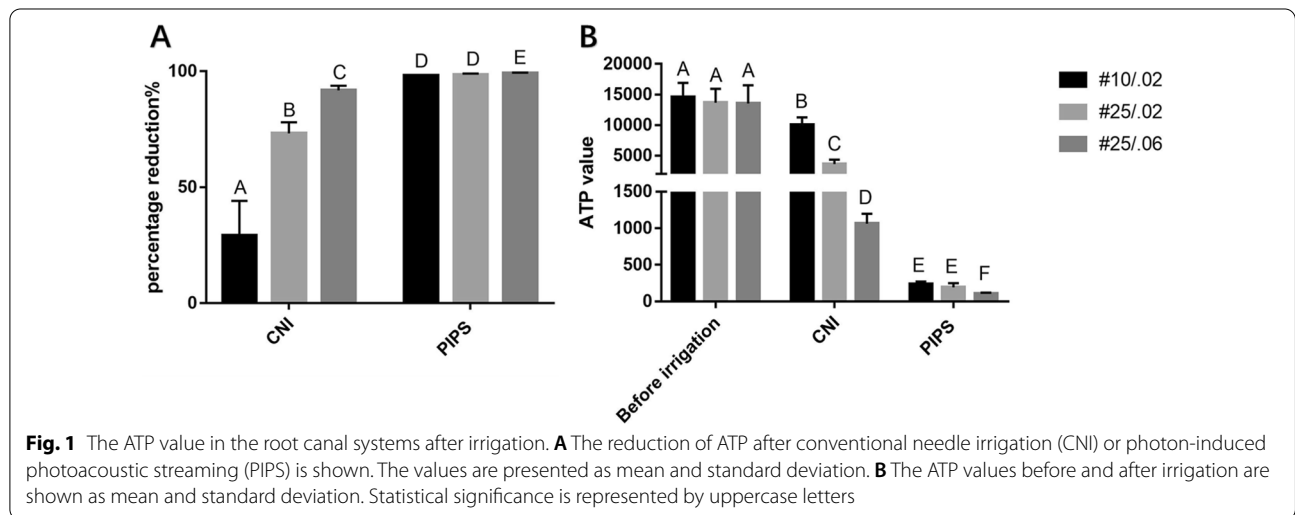 A
percentage reduction%
100
50
0
A
B
C
D
D
E
CNI
PIPS
B
ATP value
20000
15000
10000
5000
1500
1000
500
0
A
A
A
B
C
D
E
E
F
Before irrigation
CNI
PIPS
#10/.02
#25/.02
#25/.06
Fig. 1 The ATP value in the root canal systems after irrigation. A The reduction of ATP after conventional needle irrigation (CNI) or photon-induced
photoacoustic streaming (PIPS) is shown. The values are presented as mean and standard deviation. B The ATP values before and after irrigation are
shown as mean and standard deviation. Statistical significance is represented by uppercase letters